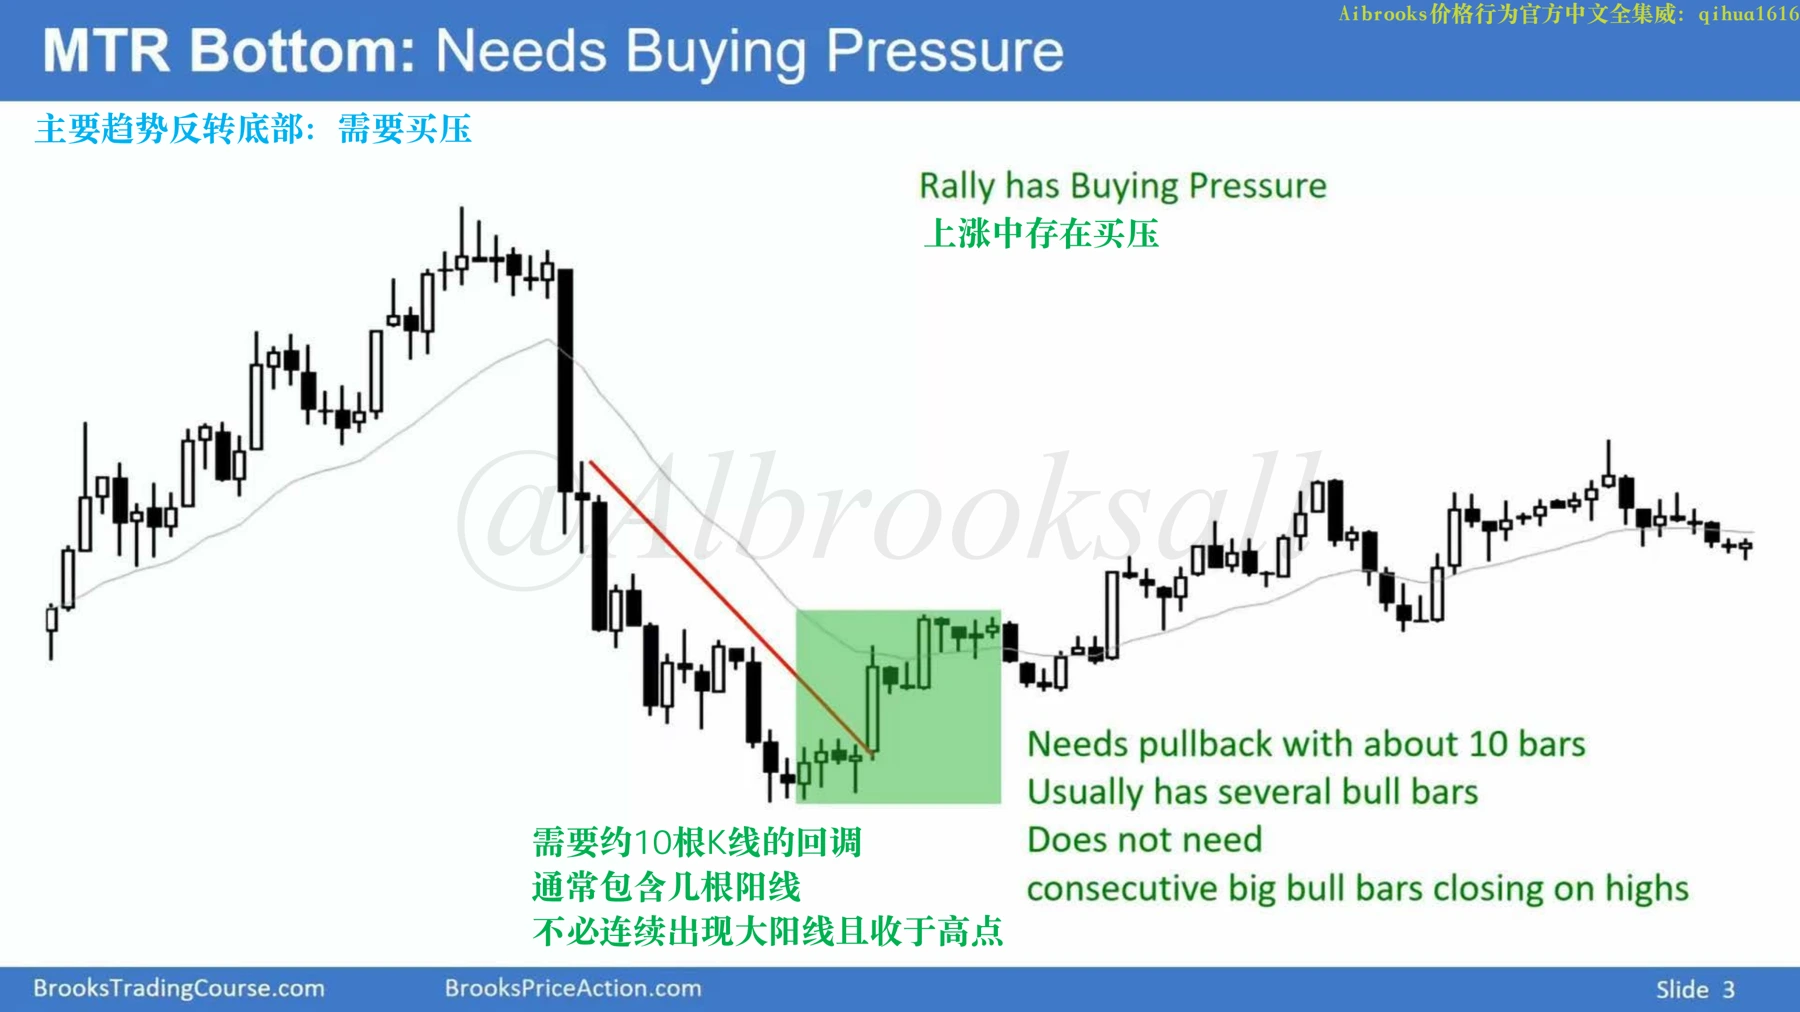 Aibrooks价格行为官方中文全集威：qihua1616
MTR Bottom: Needs Buying Pressure
主要趋势反转底部：需要买压
Rally has Buying Pressure
上涨中存在买压
@Albrooksall
Needs pullback with about 10 bars
Usually has several bull bars
Does not need
consecutive big bull bars closing on highs
需要约10根K线的回调
通常包含几根阳线
不必连续出现大阳线且收于高点
BrooksTradingCourse.com
BrooksPriceAction.com
Slide 3